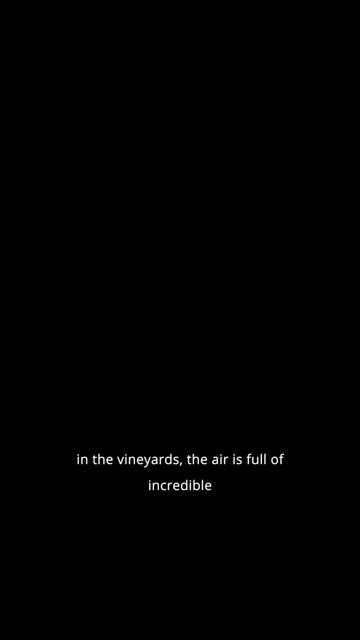 in the vineyards, the air is full of
incredible